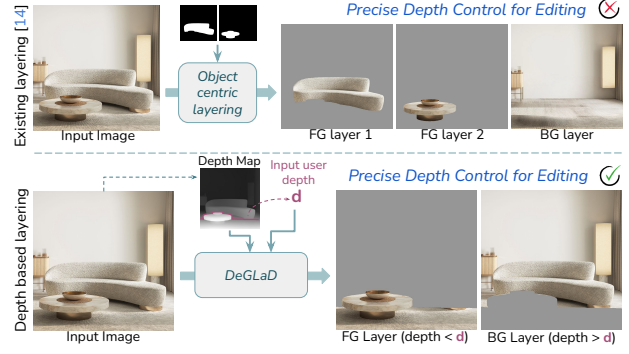 Precise Depth Control for Editing
Existing layering [14]
Object
centric
layering
Input Image
FG layer 1
FG layer 2
BG layer
Depth based layering
Depth Map
Input user
depth
d
Precise Depth Control for Editing
DeGLaD
Input Image
FG Layer (depth < d)
BG Layer (depth > d)